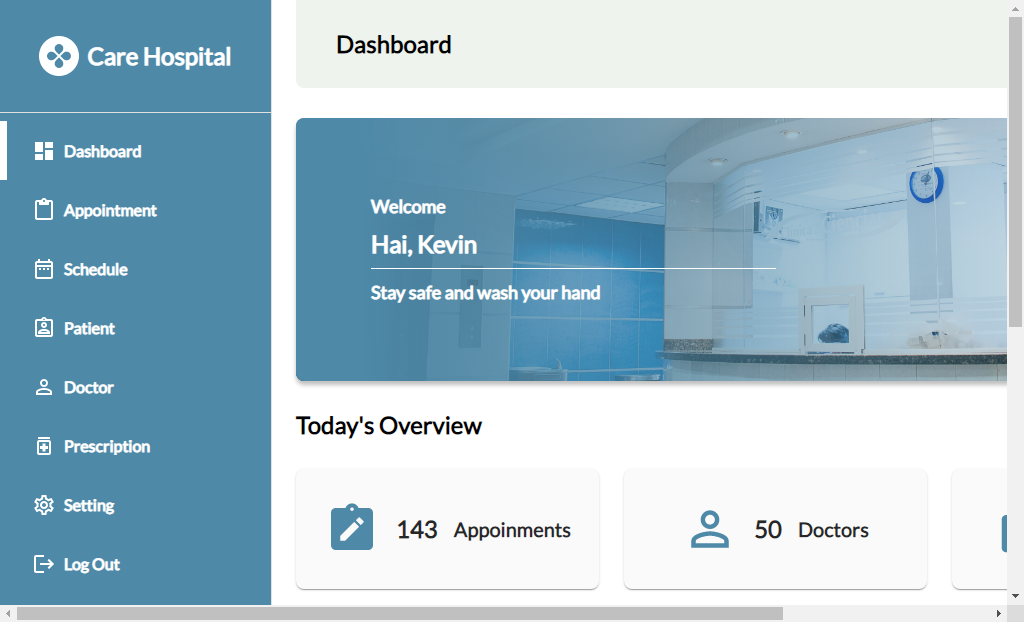 Care Hospital
Dashboard
Appointment
Schedule
Patient
Doctor
Prescription
Setting
Log Out
Dashboard
Welcome
Hai, Kevin
Stay safe and wash your hand
Today's Overview
143 Appoinments
50 Doctors